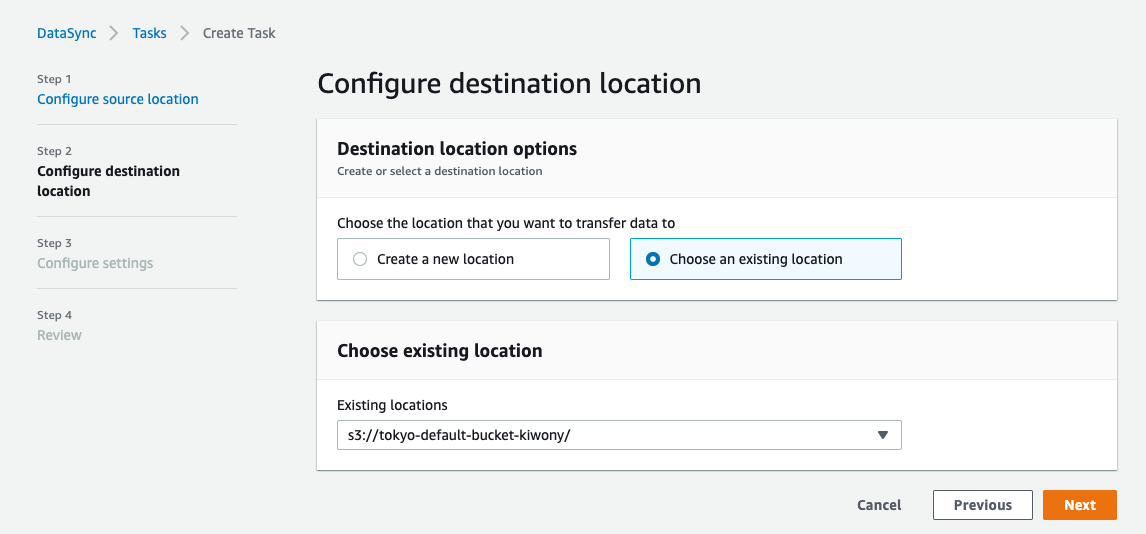 DataSync Tasks Create Task
Step 1
Configure source location
Step 2
Configure destination
location
Step 3
Configure settings
Step 4
Review
Configure destination location
Destination location options
Create or select a destination location
Choose the location that you want to transfer data to
Create a new location
Choose an existing location
Choose existing location
Existing locations
s3://tokyo-default-bucket-kiwony/
Cancel
Previous
Next